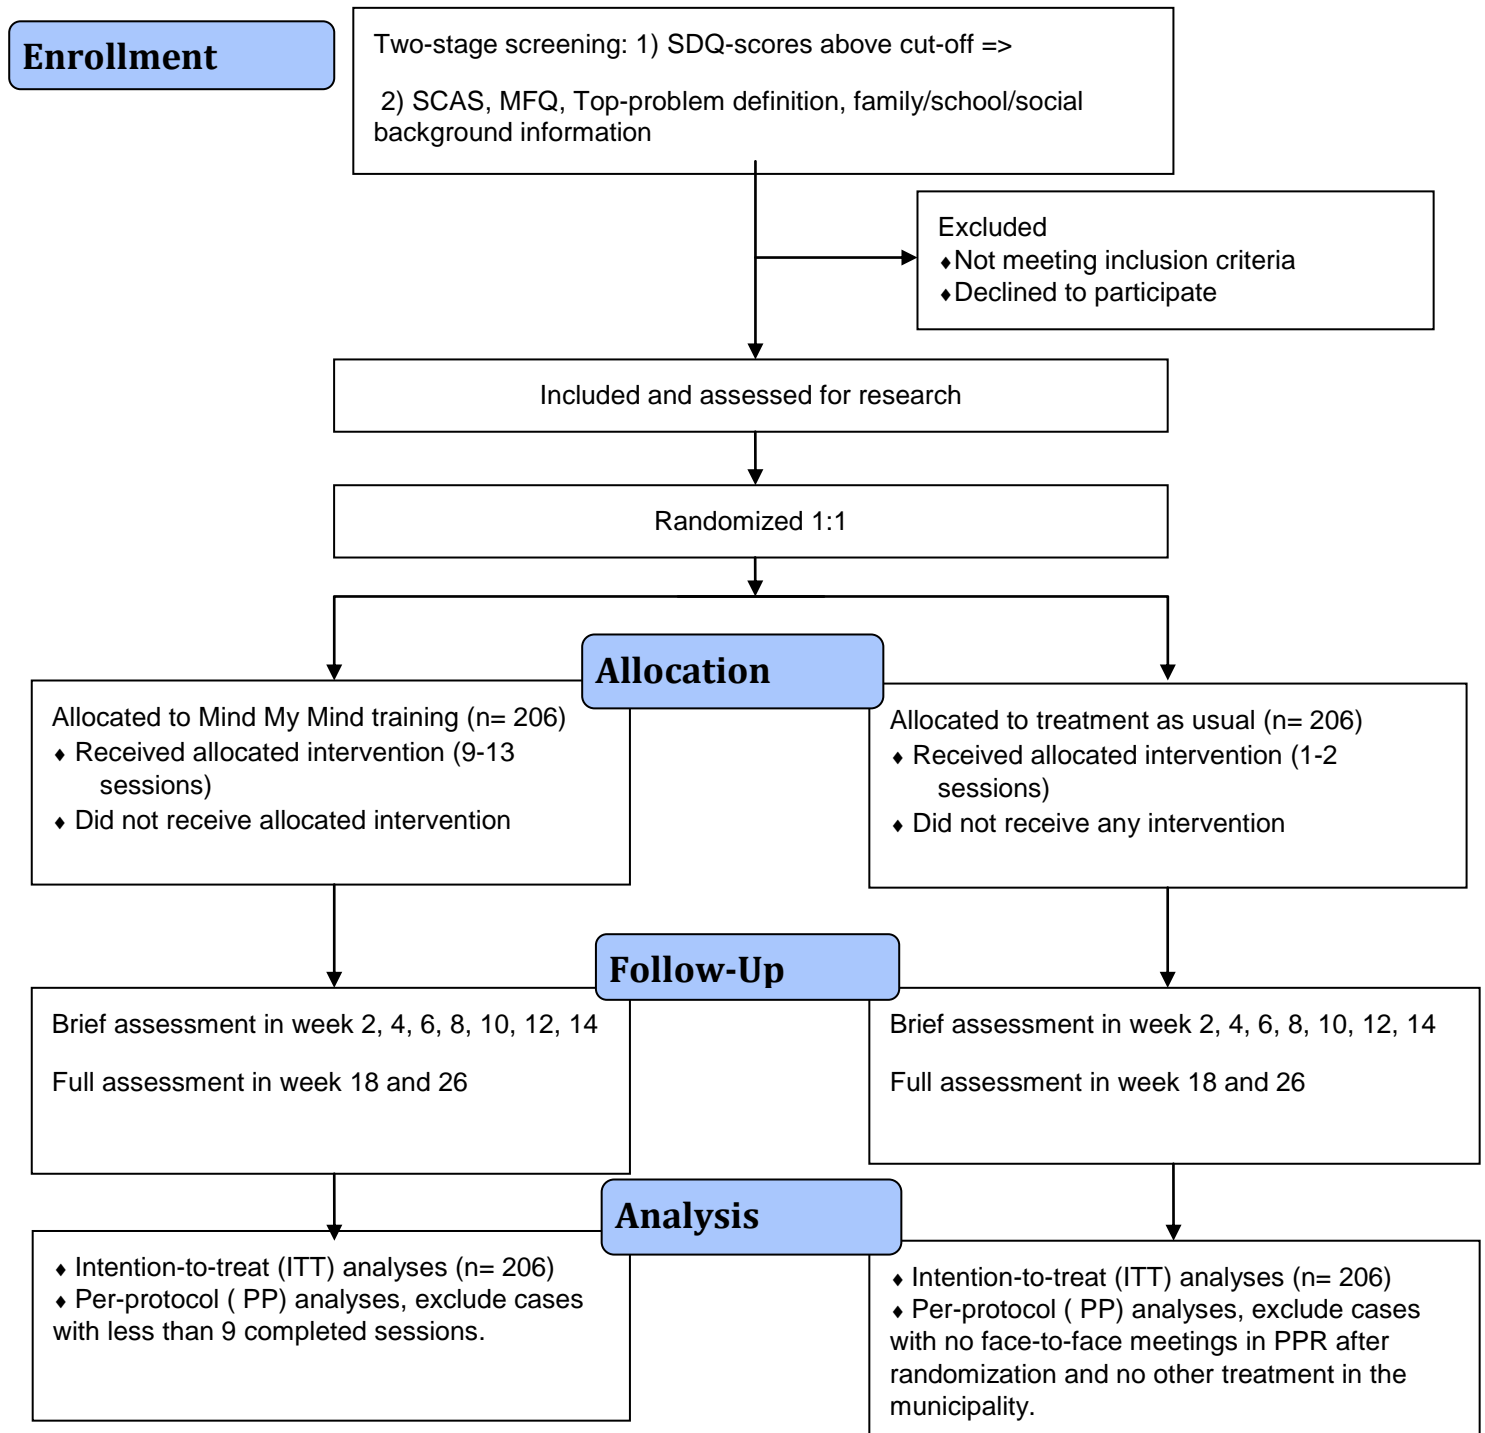 Enrollment
Two-stage screening: 1) SDQ-scores above cut-off =>
2) SCAS, MFQ, Top-problem definition, family/school/social
background information
Excluded
♦Not meeting inclusion criteria
♦Declined to participate
Included and assessed for research
Randomized 1:1
Allocation
Allocated to Mind My Mind training (n= 206)
♦ Received allocated intervention (9-13
sessions)
♦ Did not receive allocated intervention
Allocated to treatment as usual (n= 206)
♦ Received allocated intervention (1-2
sessions)
♦ Did not receive any intervention
Follow-Up
Brief assessment in week 2, 4, 6, 8, 10, 12, 14
Full assessment in week 18 and 26
Brief assessment in week 2, 4, 6, 8, 10, 12, 14
Full assessment in week 18 and 26
Analysis
♦ Intention-to-treat (ITT) analyses (n= 206)
♦ Per-protocol ( PP) analyses, exclude cases
with less than 9 completed sessions.
♦ Intention-to-treat (ITT) analyses (n= 206)
♦ Per-protocol ( PP) analyses, exclude cases
with no face-to-face meetings in PPR after
randomization and no other treatment in the
municipality.